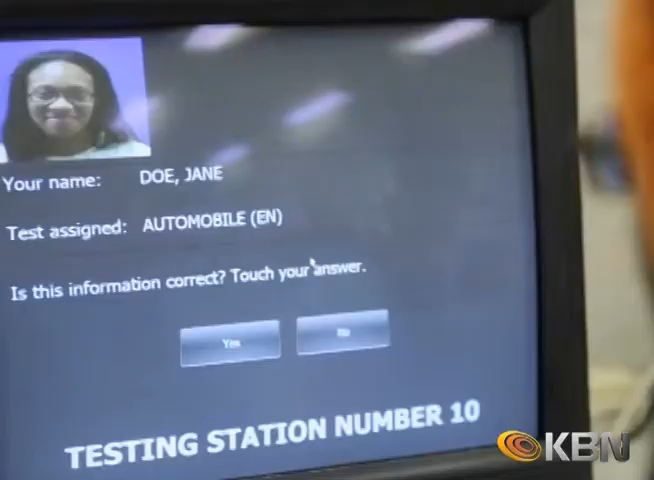 Your name: DOE, JANE
Test assigned: AUTOMOBILE (EN)
Is this information correct? Touch your answer.
Yes No
TESTING STATION NUMBER 10
KBN